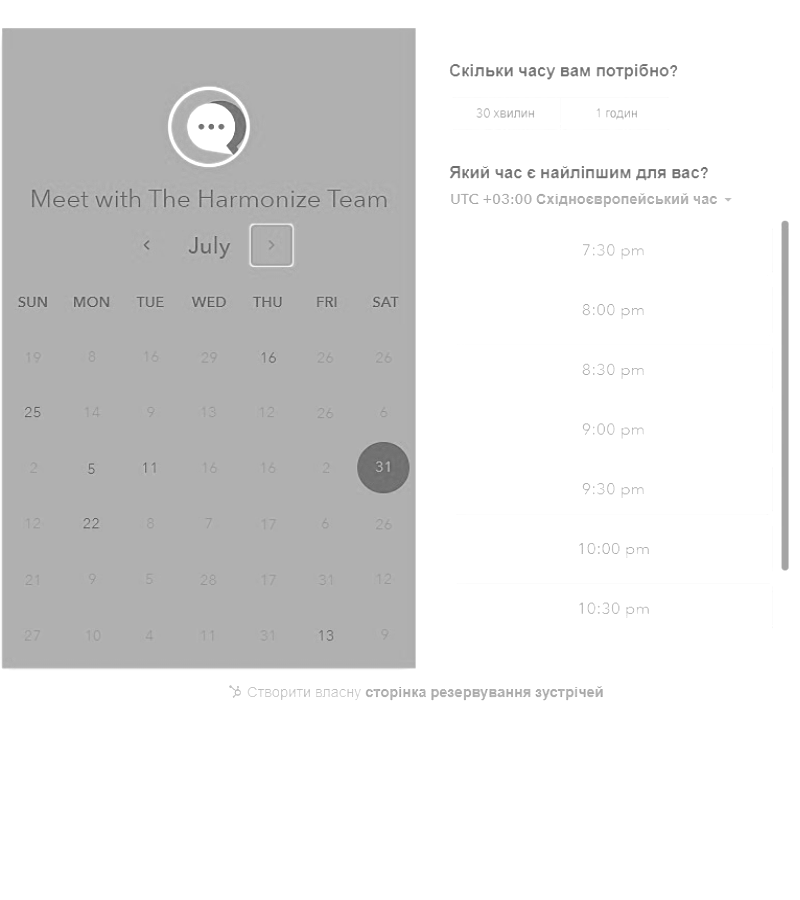 Meet with The Harmonize Team
July
SUN MON TUE WED THU FRI SAT
19 8 16 29 16 26 26
25 14 9 13 12 26 6
2 5 11 16 16 2 31
12 22 8 7 17 6 26
21 9 5 28 17 31 12
27 10 4 11 31 13 9
Скільки часу вам потрібно?
30 хвилин 1 годин
Який час є найліпшим для вас?
UTC +03:00 Східноєвропейський час
7:30 pm
8:00 pm
8:30 pm
9:00 pm
9:30 pm
10:00 pm
10:30 pm
Створити власну сторінка резервування зустрічей